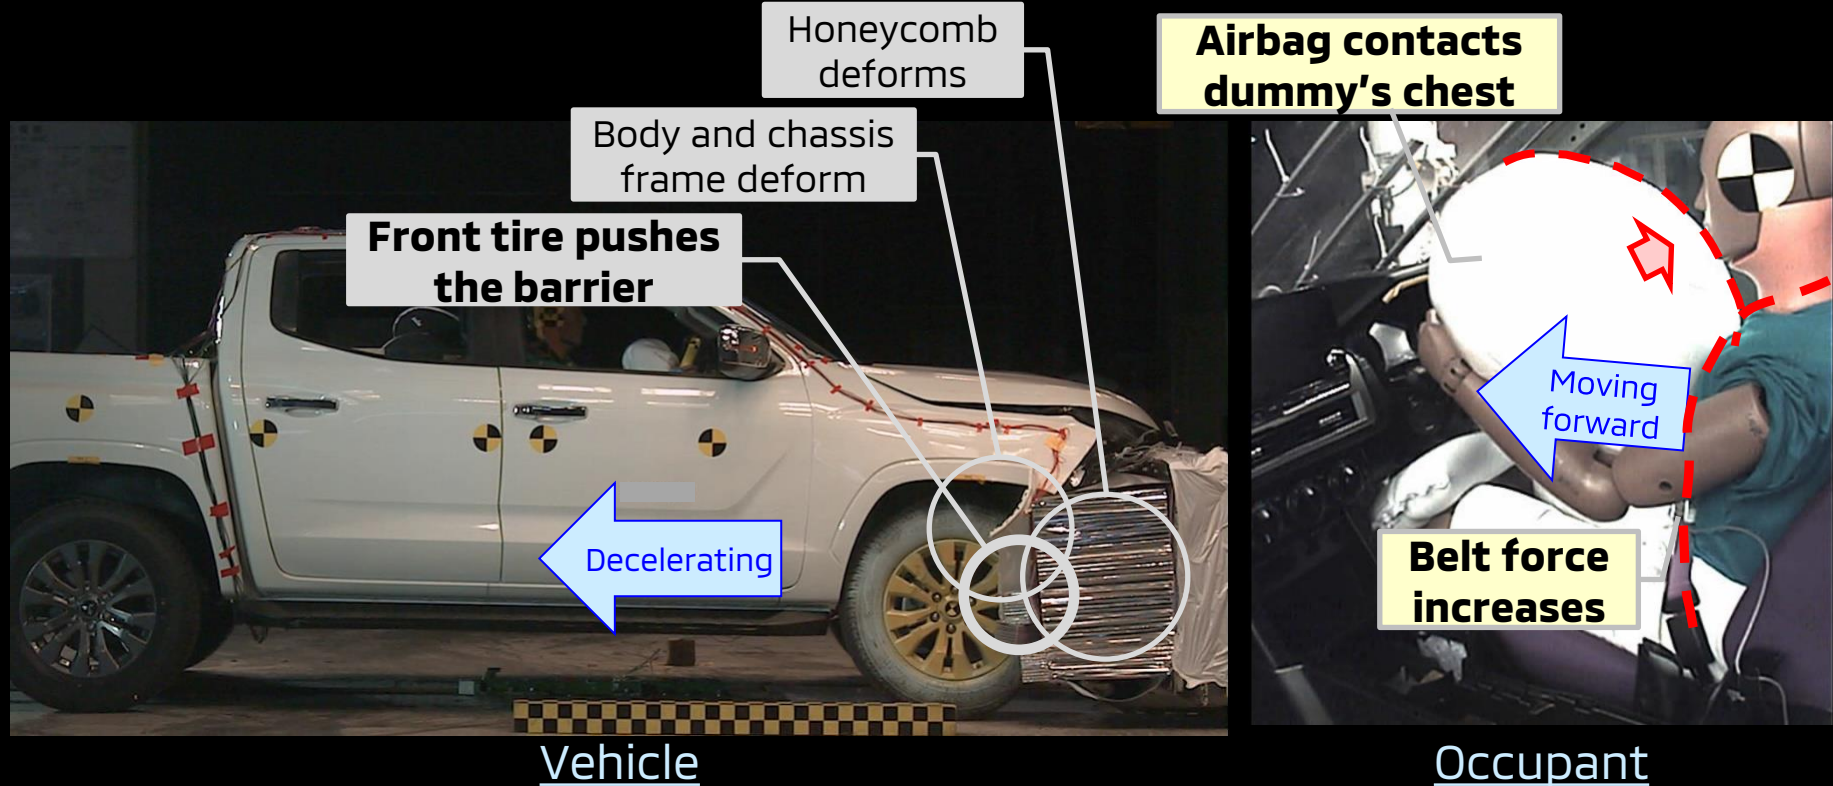 Honeycomb
deforms
Body and chassis
frame deform
Front tire pushes
the barrier
Decelerating
Vehicle
Airbag contacts
dummy’s chest
Moving
forward
Belt force
increases
Occupant